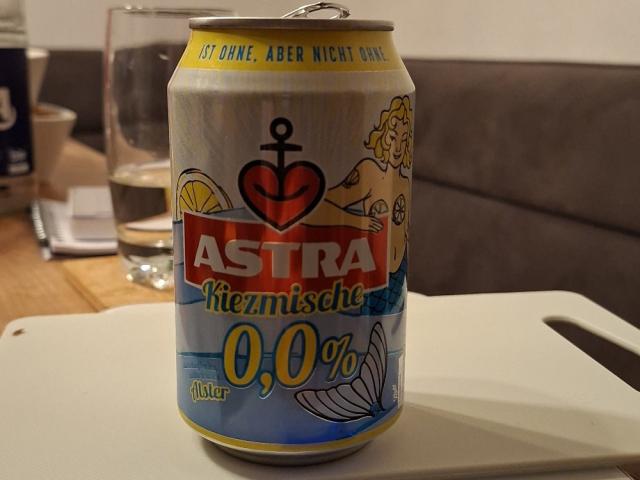 IST OHNE, ABER NICHT OHNE.
ASTRA
Kiezmische
0,0%
Alster